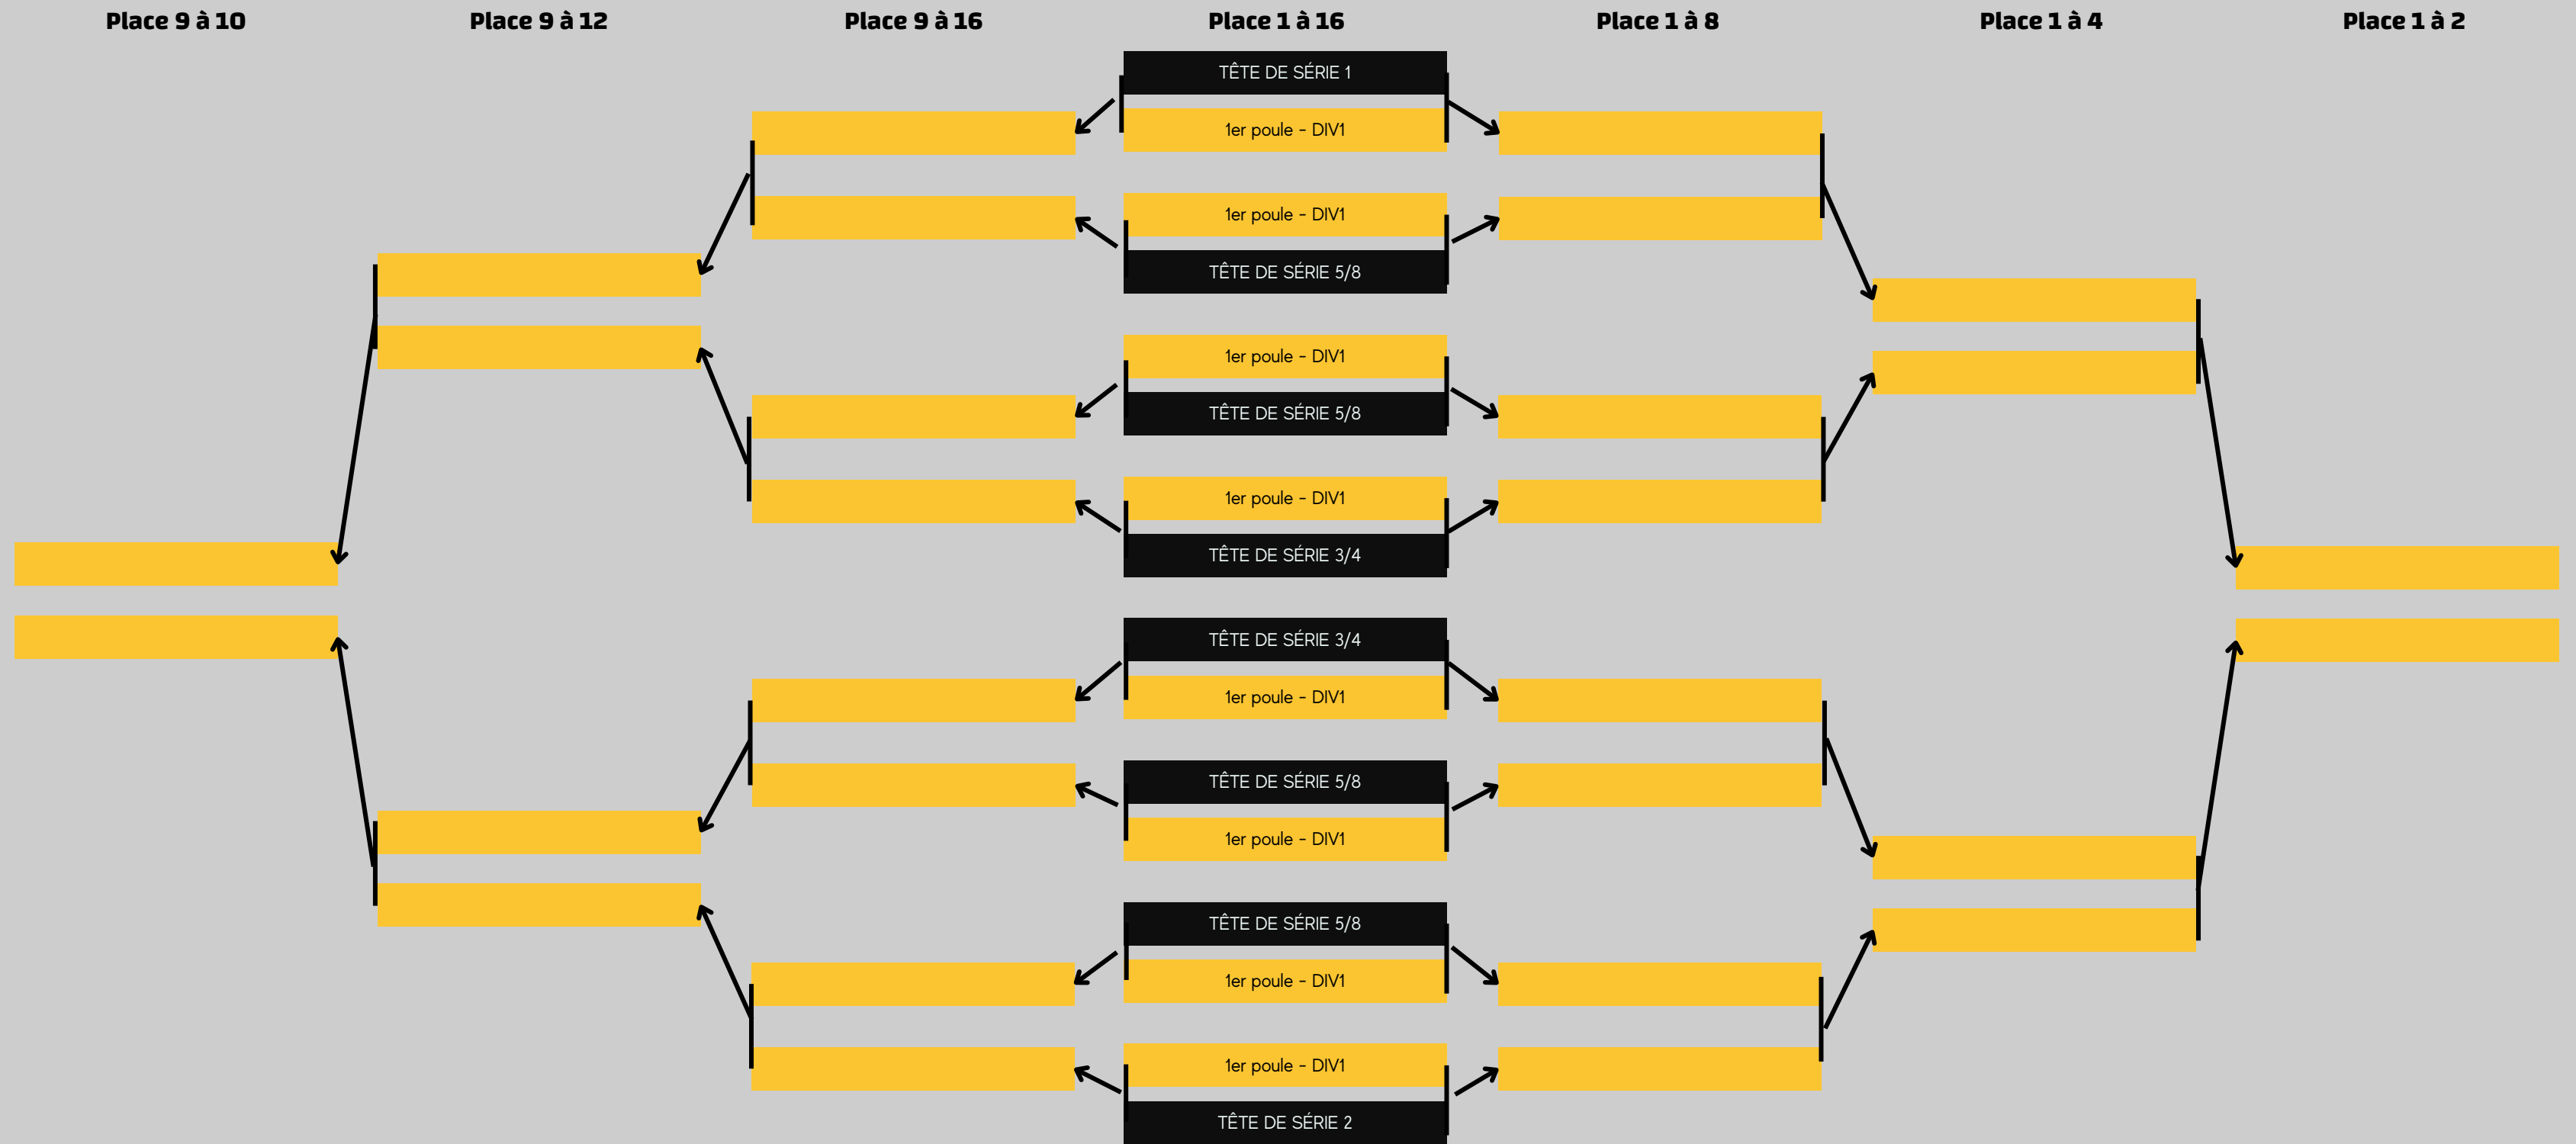 Place 9 à 10
Place 9 à 12
Place 9 à 16
Place 1 à 16
Place 1 à 8
Place 1 à 4
Place 1 à 2
TÊTE DE SÉRIE 1
1er poule - DIV1
1er poule - DIV1
TÊTE DE SÉRIE 5/8
1er poule - DIV1
TÊTE DE SÉRIE 5/8
1er poule - DIV1
TÊTE DE SÉRIE 3/4
TÊTE DE SÉRIE 3/4
1er poule - DIV1
TÊTE DE SÉRIE 5/8
1er poule - DIV1
TÊTE DE SÉRIE 5/8
1er poule - DIV1
1er poule - DIV1
TÊTE DE SÉRIE 2